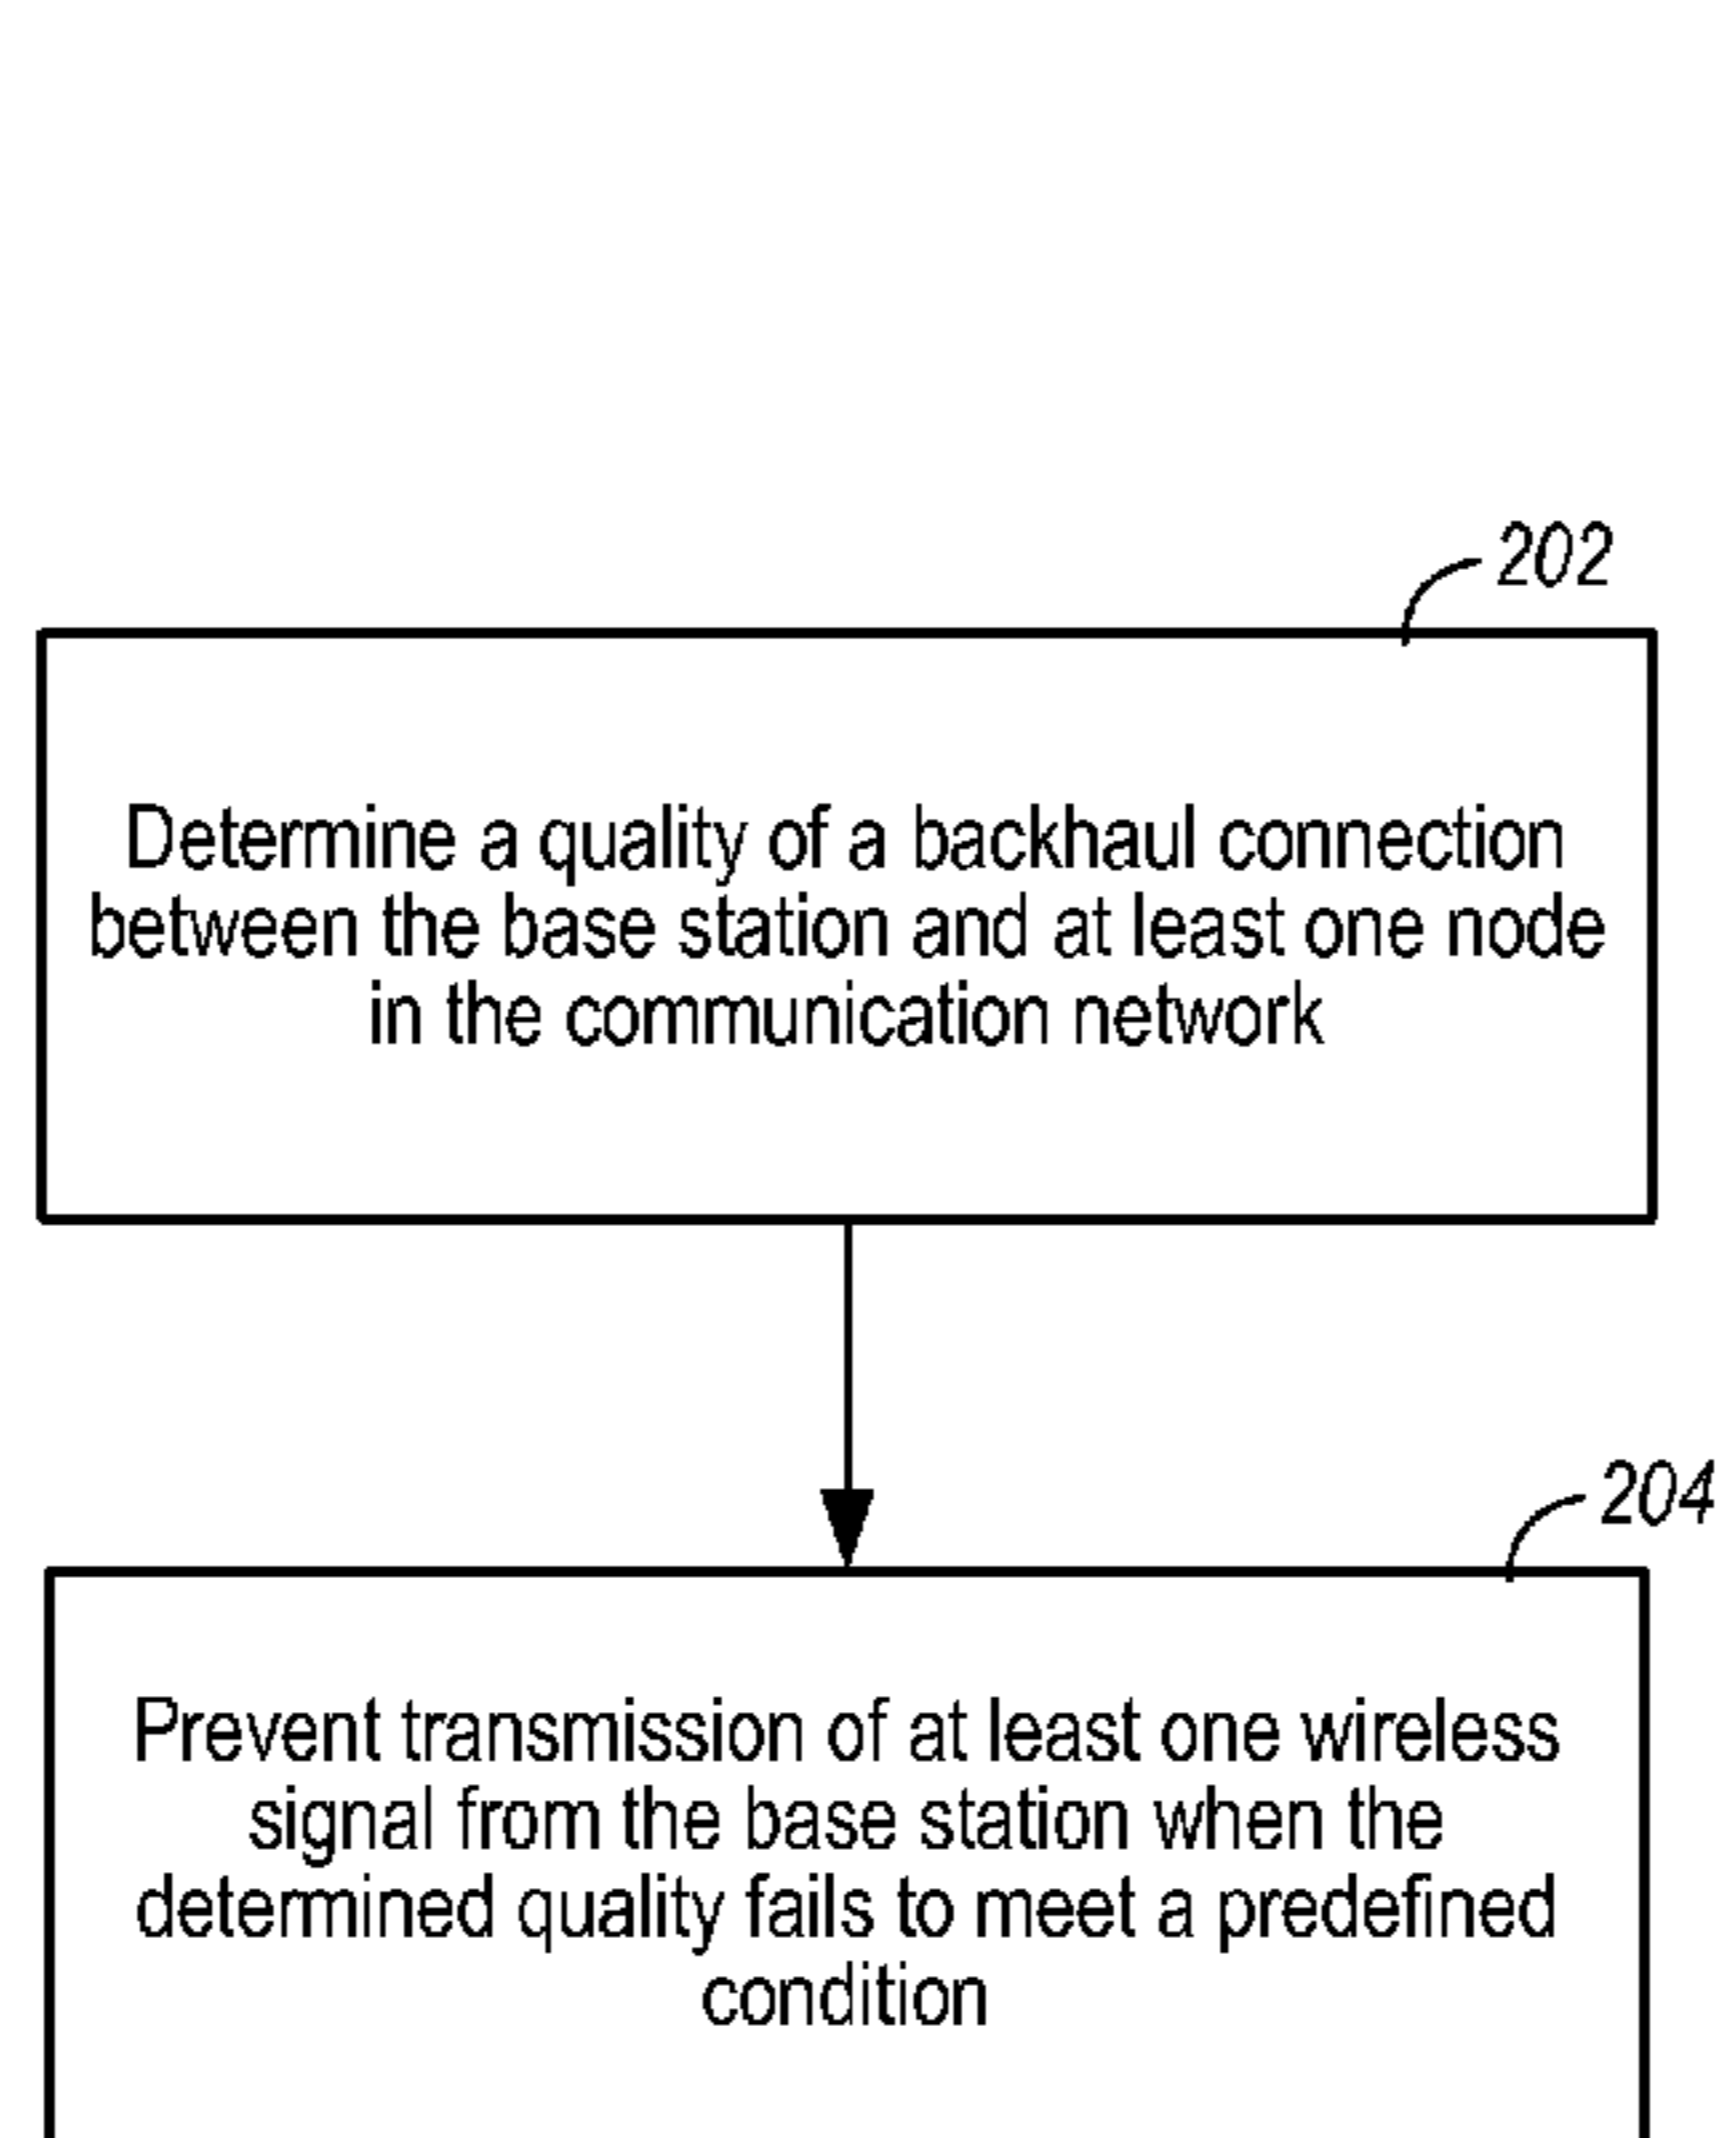 202
Determine a quality of a backhaul connection
between the base station and at least one node
in the communication network
204
Prevent transmission of at least one wireless
signal from the base station when the
determined quality fails to meet a predefined
condition